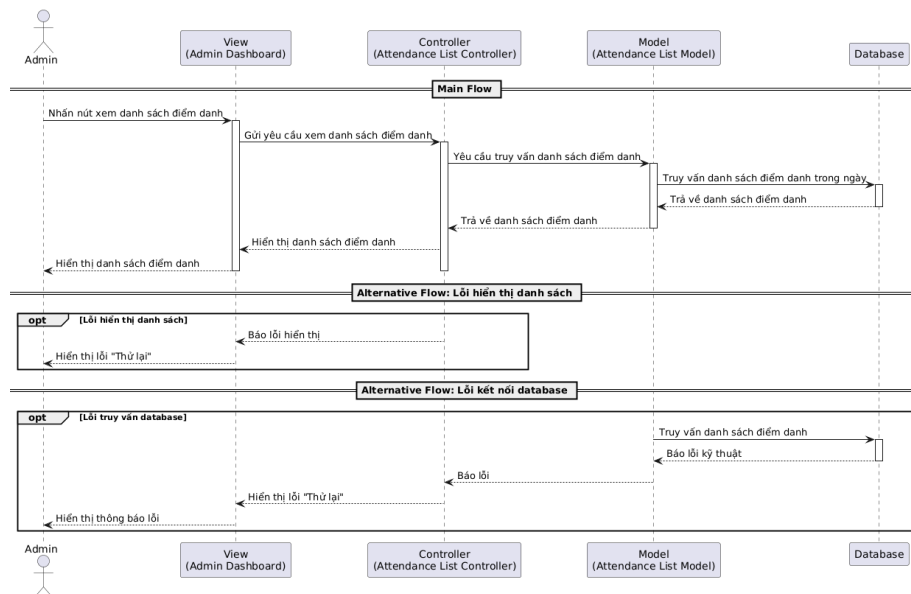 Admin
View
(Admin Dashboard)
Controller
(Attendance List Controller)
Model
(Attendance List Model)
Database
Main Flow
Nhấn nút xem danh sách điểm danh
Gửi yêu cầu xem danh sách điểm danh
Yêu cầu truy vấn danh sách điểm danh
Truy vấn danh sách điểm danh trong ngày
Trả về danh sách điểm danh
Trả về danh sách điểm danh
Hiển thị danh sách điểm danh
Hiển thị danh sách điểm danh
Alternative Flow: Lỗi hiển thị danh sách
opt [Lỗi hiển thị danh sách]
Báo lỗi hiển thị
Hiển thị lỗi "Thử lại"
Alternative Flow: Lỗi kết nối database
opt [Lỗi truy vấn database]
Truy vấn danh sách điểm danh
Báo lỗi kỹ thuật
Báo lỗi
Hiển thị lỗi "Thử lại"
Hiển thị thông báo lỗi
Admin
View
(Admin Dashboard)
Controller
(Attendance List Controller)
Model
(Attendance List Model)
Database